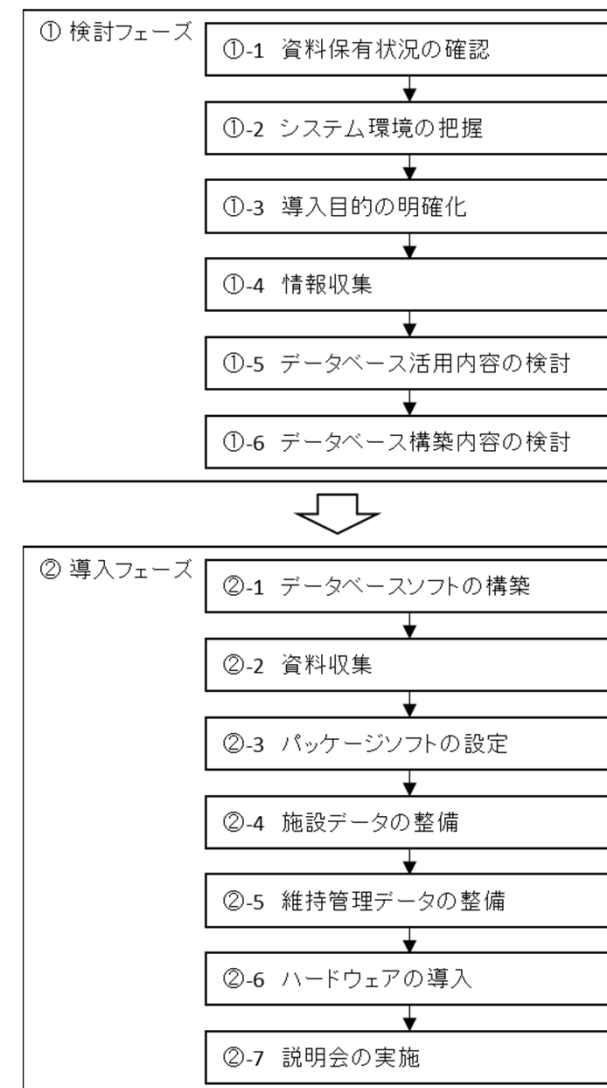 ① 検討フェーズ
①-1 資料保有状況の確認
①-2 システム環境の把握
①-3 導入目的の明確化
①-4 情報収集
①-5 データベース活用内容の検討
①-6 データベース構築内容の検討
② 導入フェーズ
②-1 データベースソフトの構築
②-2 資料収集
②-3 パッケージソフトの設定
②-4 施設データの整備
②-5 維持管理データの整備
②-6 ハードウェアの導入
②-7 説明会の実施